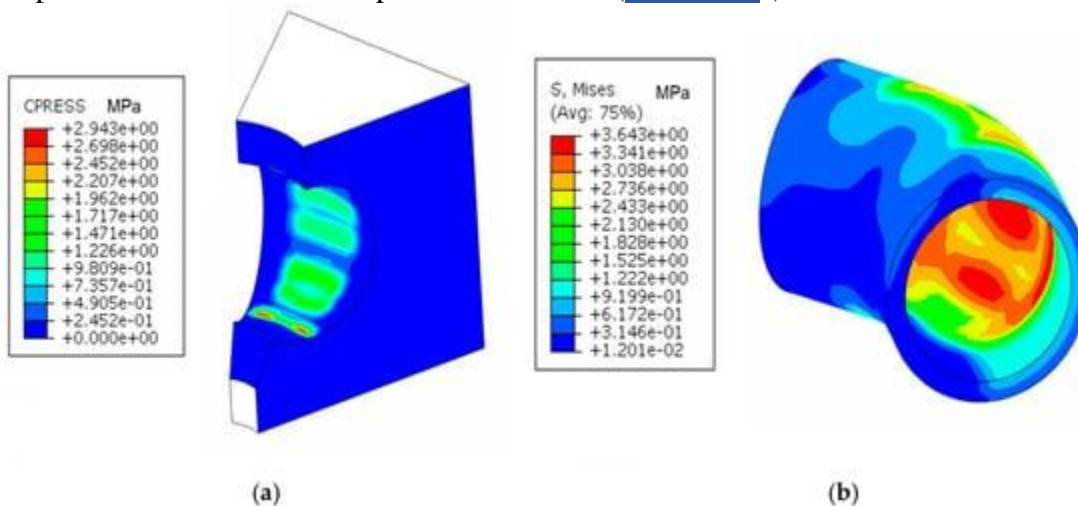 CPRESS MPa
+2.943e+00
+2.698e+00
+2.452e+00
+2.207e+00
+1.962e+00
+1.717e+00
+1.471e+00
+1.226e+00
+9.809e-01
+7.357e-01
+4.905e-01
+2.452e-01
+0.000e+00
S, Mises MPa
(Avg: 75%)
+3.643e+00
+3.341e+00
+3.038e+00
+2.736e+00
+2.433e+00
+2.130e+00
+1.828e+00
+1.525e+00
+1.222e+00
+9.199e-01
+6.172e-01
+3.146e-01
+1.201e-02
(a)
(b)